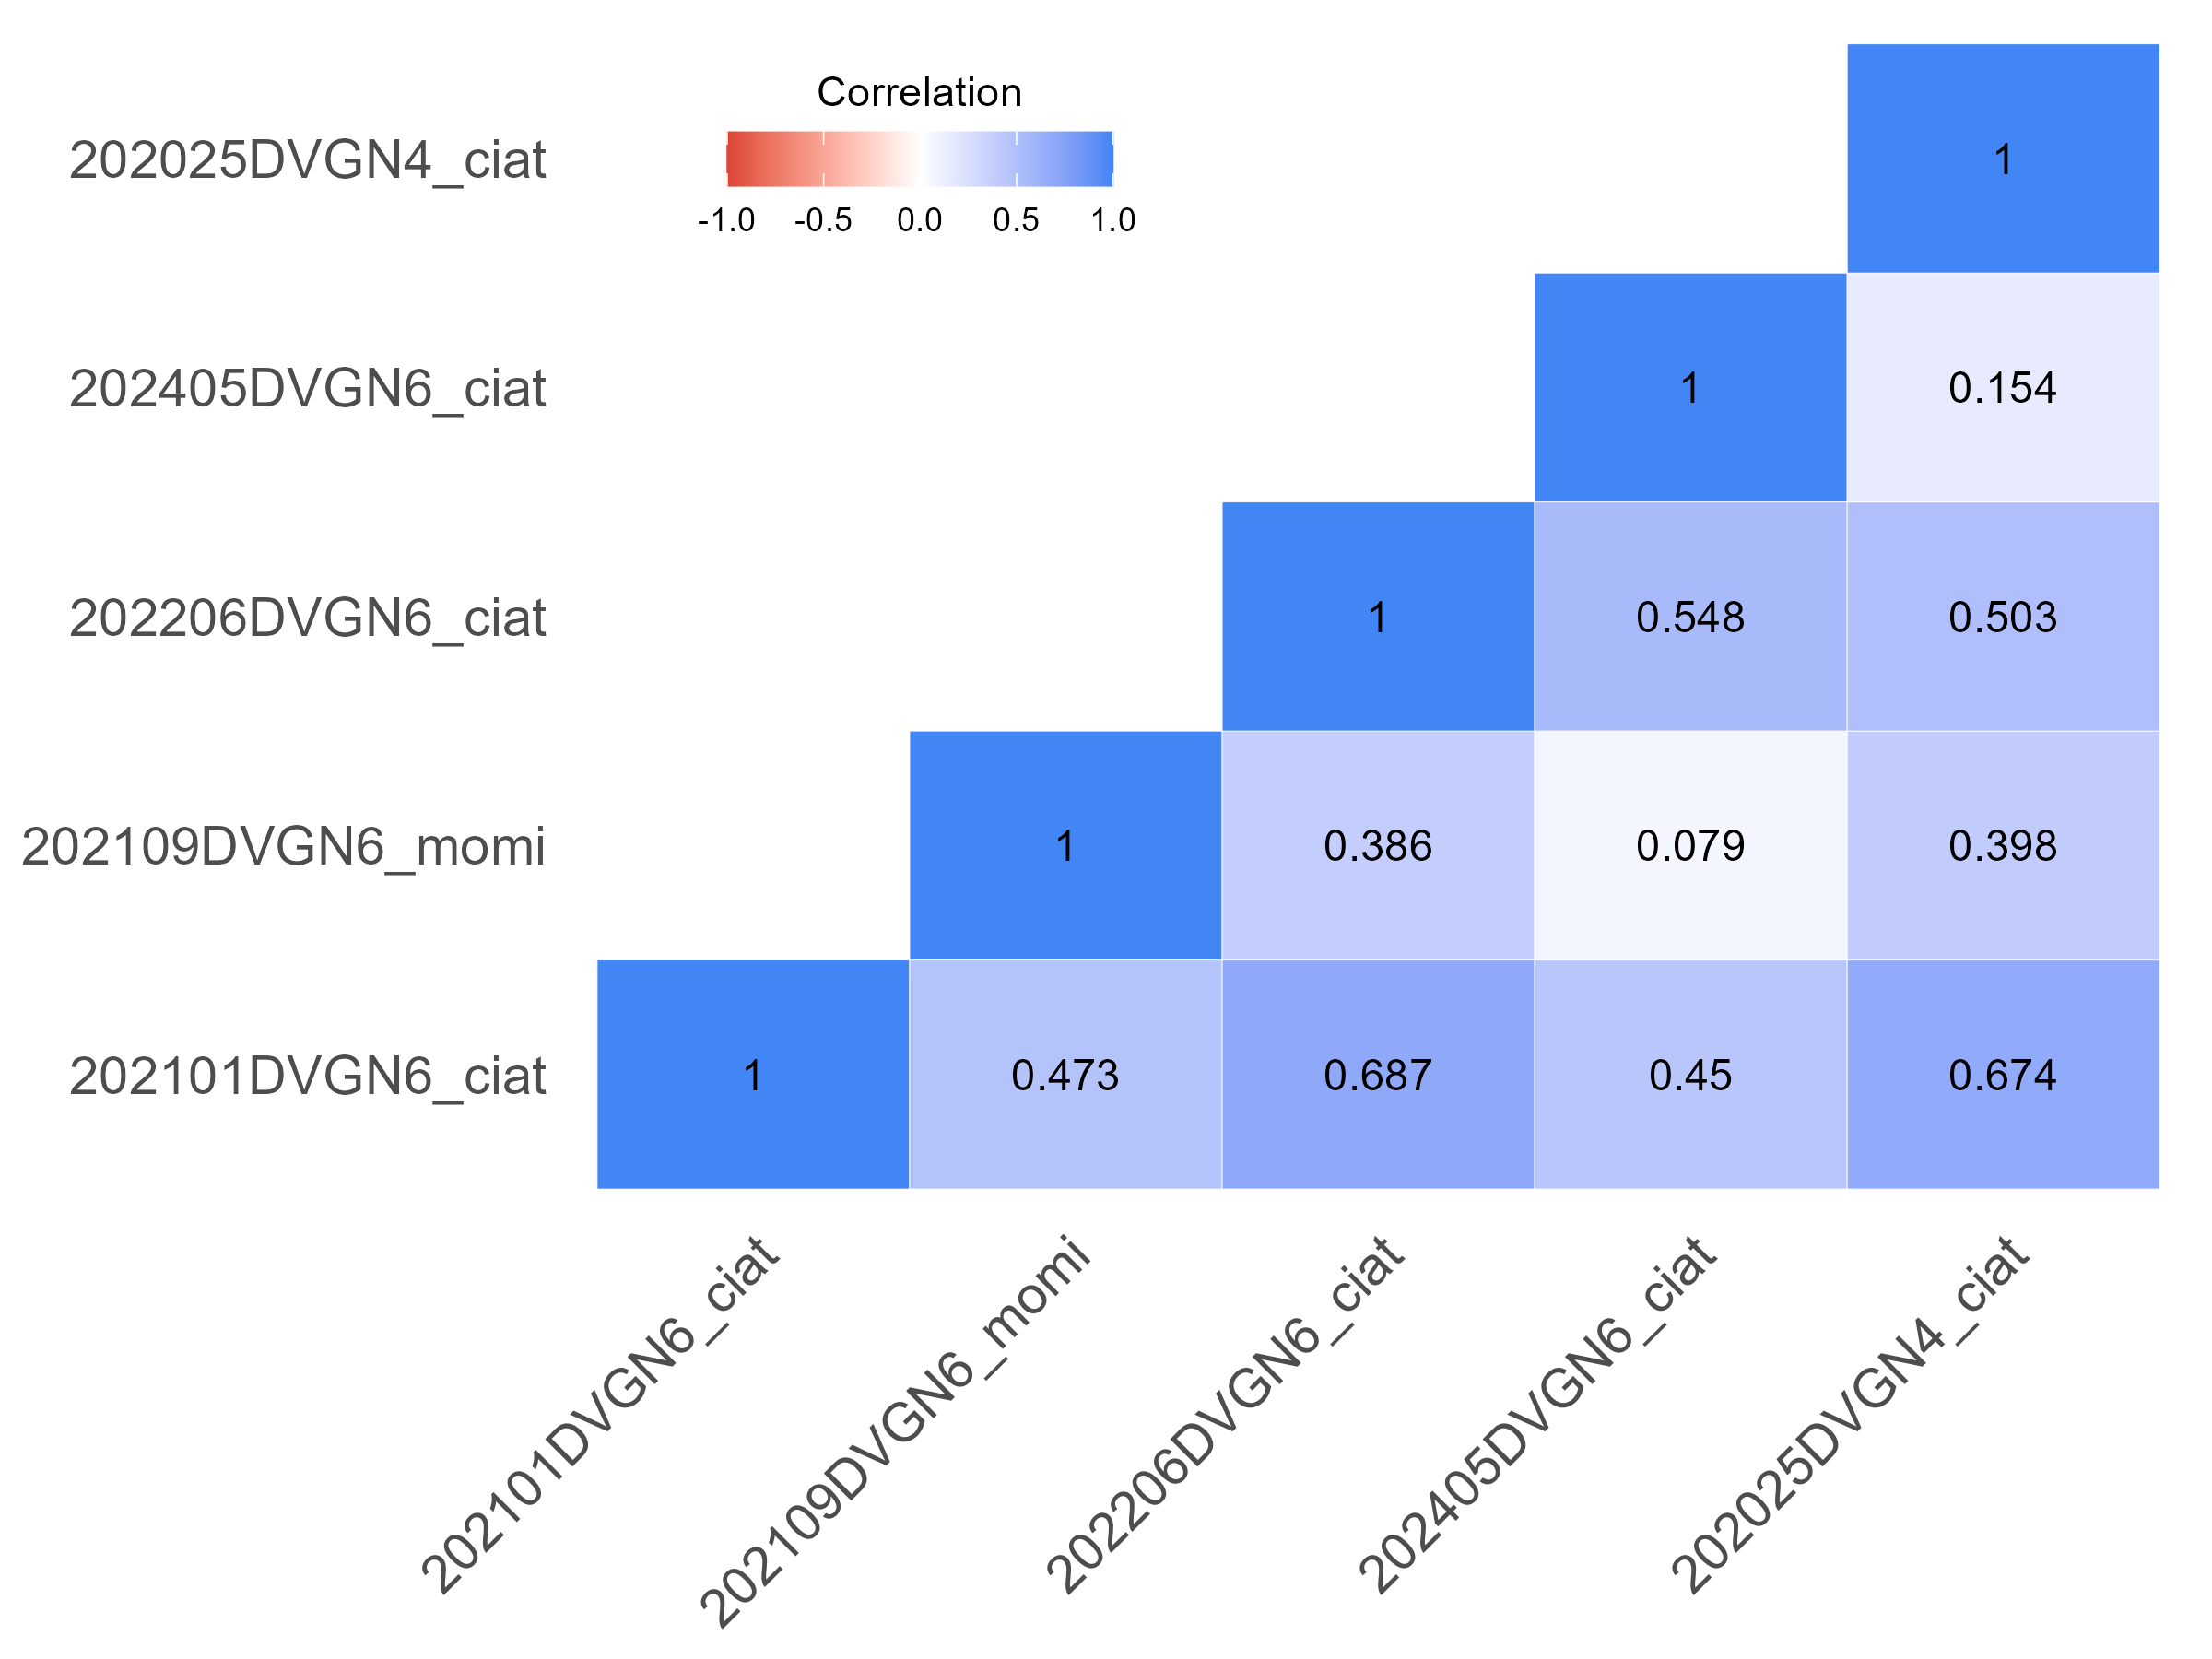 Correlation
-1.0 -0.5 0.0 0.5 1.0
202025DVGN4_ciat 1
202405DVGN6_ciat 1 0.154
202206DVGN6_ciat 1 0.548 0.503
202109DVGN6_momi 1 0.386 0.079 0.398
202101DVGN6_ciat 1 0.473 0.687 0.45 0.674
202101DVGN6_ciat
202109DVGN6_momi
202206DVGN6_ciat
202405DVGN6_ciat
202025DVGN4_ciat